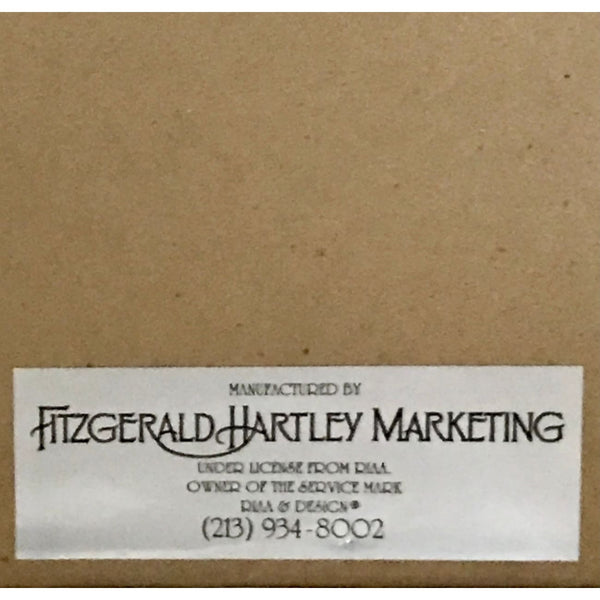 MANUFACTURED BY
FITZGERALD HARTLEY MARKETING
UNDER LICENSE FROM RIAA.
OWNER OF THE SERVICE MARK
RIAA & DESIGN®
(213) 934-8002